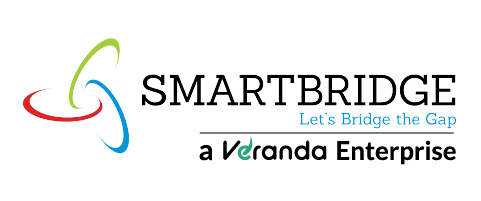 SMARTBRIDGE
Let's Bridge the Gap
a Veranda Enterprise